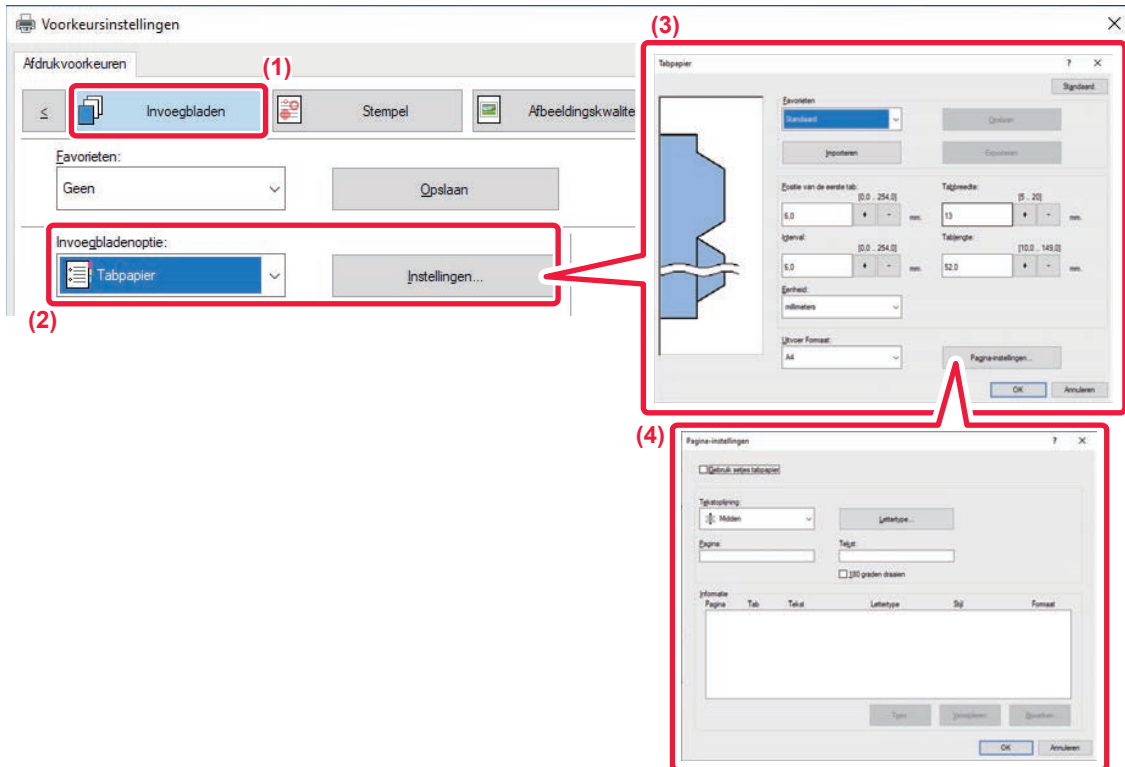 Voorkeursinstellingen
Afdrukvoorkeuren
(1)
≤
Invoegbladen
Stempel
Afbeeldingskwalite
Favorieten:
Geen
Opslaan
Invoegbladenoptie:
Tabpapier
Instellingen...
(2)
(3)
Tabpapier
? ×
Standaard
Favorieten
Standaard
Opslaan
Importeren
Exporteren
Positie van de eerste tab:
[0,0 .. 254,0]
6,0
+ -
mm.
Tabbreedte:
[5 .. 20]
13
+ -
mm.
Interval:
[0,0 .. 254,0]
6,0
+ -
mm.
Tablengte:
[10,0 .. 149,0]
52,0
+ -
mm.
Eenheid:
millimeters
Uitvoer Formaat:
A4
Pagina-instellingen...
OK
Annuleren
(4)
Pagina-instellingen
? ×
Gebruik setjes tabpapier
Tekstoplijning:
Midden
Lettertype...
Pagina:
Tekst:
180 graden draaien
Informatie
Pagina Tab Tekst Lettertype Stijl Formaat
OK
Annuleren